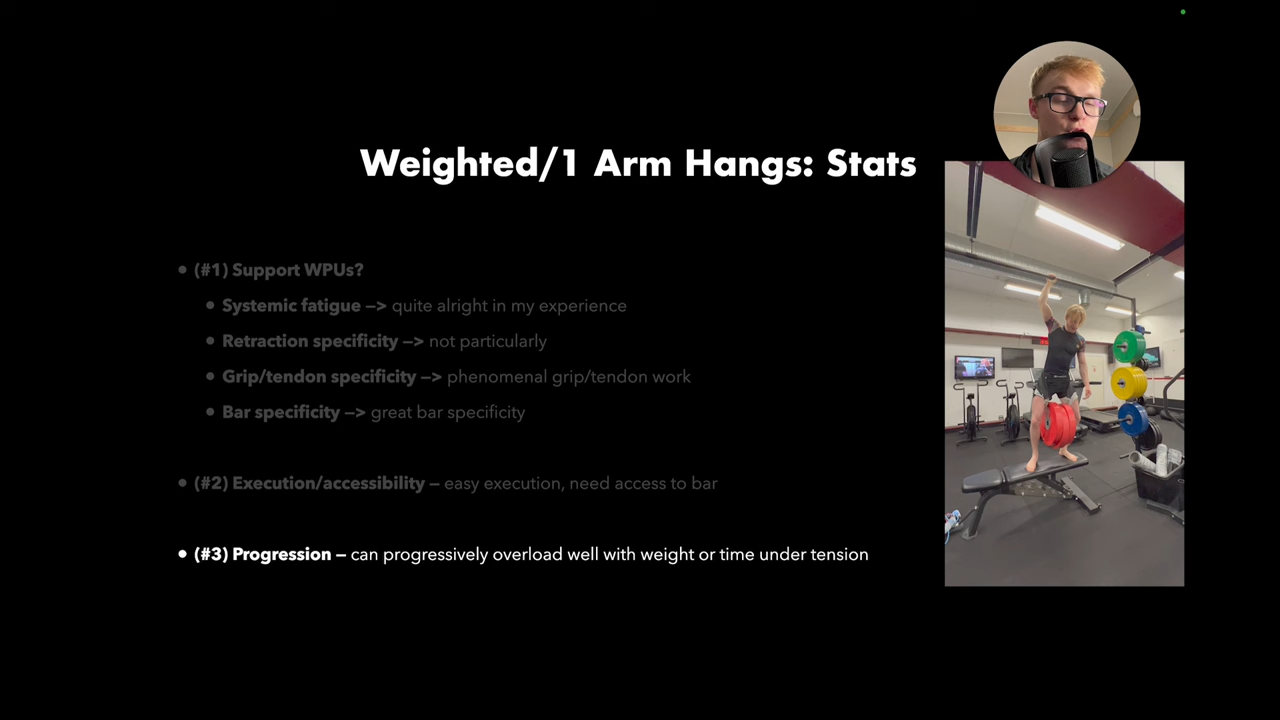 Weighted/1 Arm Hangs: Stats
• (#1) Support WPUs?
• Systemic fatigue —> quite alright in my experience
• Retraction specificity —> not particularly
• Grip/tendon specificity —> phenomenal grip/tendon work
• Bar specificity —> great bar specificity
• (#2) Execution/accessibility — easy execution, need access to bar
• (#3) Progression — can progressively overload well with weight or time under tension